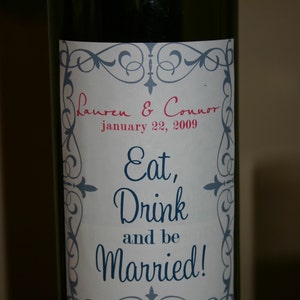 Lauren & Connor
january 22, 2009
Eat,
Drink
and be
Married!